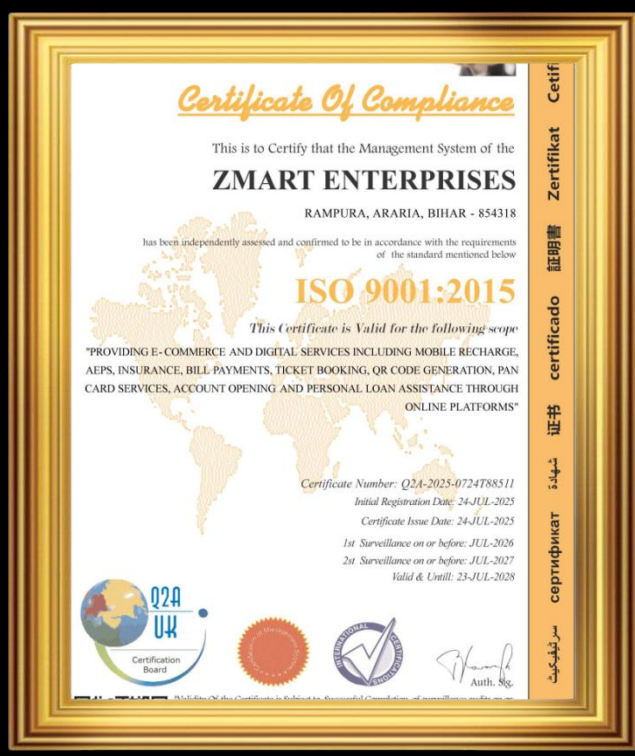 Certificate Of Compliance
This is to Certify that the Management System of the
ZMART ENTERPRISES
RAMPURA, ARARIA, BIHAR - 854318
has been independently assessed and confirmed to be in accordance with the requirements
of the standard mentioned below
ISO 9001:2015
This Certificate is Valid for the following scope
"PROVIDING E- COMMERCE AND DIGITAL SERVICES INCLUDING MOBILE RECHARGE,
AEPS, INSURANCE, BILL PAYMENTS, TICKET BOOKING, QR CODE GENERATION, PAN
CARD SERVICES, ACCOUNT OPENING AND PERSONAL LOAN ASSISTANCE THROUGH
ONLINE PLATFORMS"
Certificate Number: Q2A-2025-0724T88511
Initial Registration Date: 24-JUL-2025
Certificate Issue Date: 24-JUL-2025
1st Surveillance on or before: JUL-2026
2st Surveillance on or before: JUL-2027
Valid & Untill: 23-JUL-2028
Q2A
UK
Certification
Board
INTERNATIONAL
CERTIFICATIONS
Auth. Sig.
Zertifikat
証明書
certificado
证书
شهادة
сертификат
سرٹیفیکیٹ